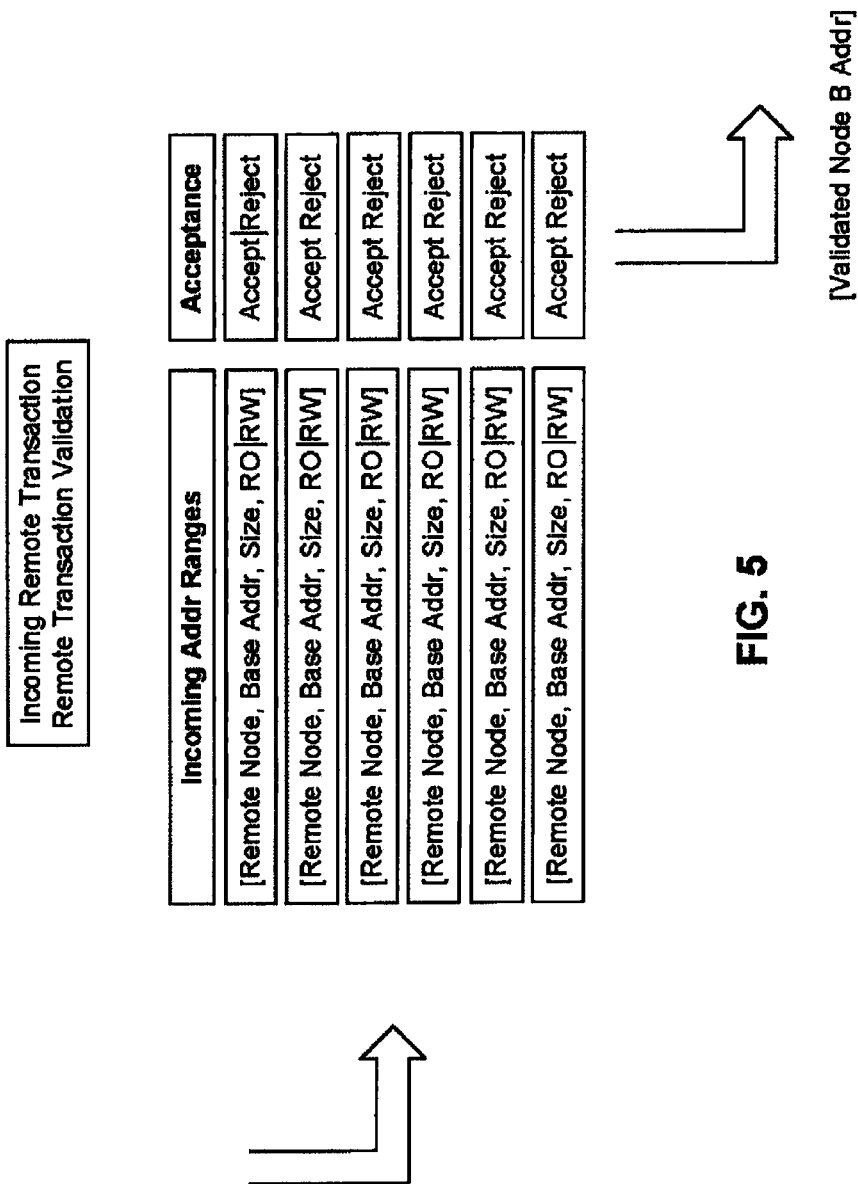 Incoming Remote Transaction
Remote Transaction Validation
Incoming Addr Ranges Acceptance
[Remote Node, Base Addr, Size, RO|RW] Accept|Reject
[Remote Node, Base Addr, Size, RO|RW] Accept Reject
[Remote Node, Base Addr, Size, RO|RW] Accept Reject
[Remote Node, Base Addr, Size, RO|RW] Accept Reject
[Remote Node, Base Addr, Size, RO|RW] Accept Reject
[Remote Node, Base Addr, Size, RO|RW] Accept Reject
FIG. 5
[Validated Node B Addr]